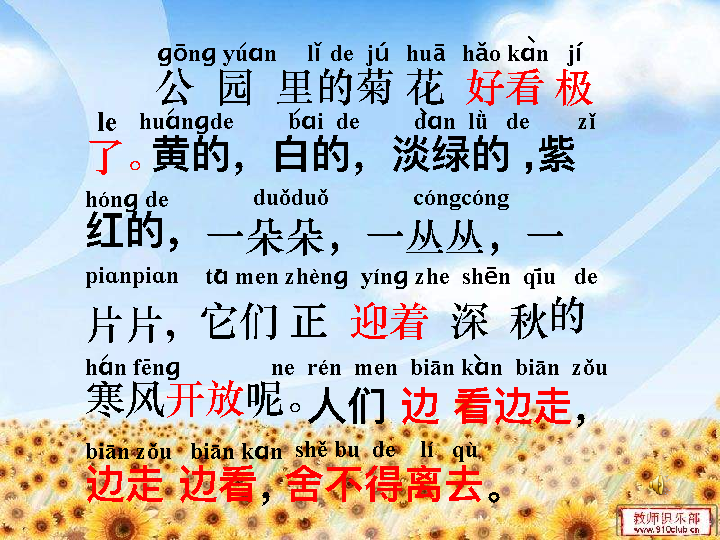 gōng yúan lǐ de jú huā hǎo kàn jí
公 园 里的菊 花 好看 极
le huángde bái de dàn lǜ de zǐ
了。黄的，白的，淡绿的，紫
hóng de duǒduǒ cóngcóng
红的，一朵朵，一丛丛，一
piɑnpiɑn tā men zhèng yíng zhe shēn qīu de
片片，它们 正 迎着 深 秋的
hán fēng ne rén men biān kàn biān zǒu
寒风开放呢。人们 边 看边走，
biān zǒu biān kɑn shě bu de lí qù
边走 边看，舍不得离去。
教师俱乐部
www.910club.cn